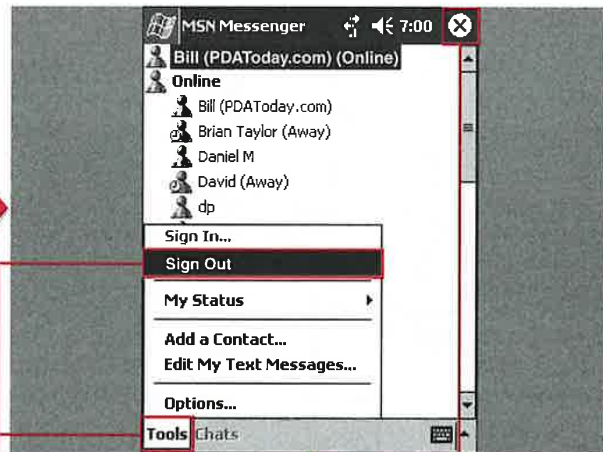 MSN Messenger 7:00
Bill (PDAToday.com) (Online)
Online
Bill (PDAToday.com)
Brian Taylor (Away)
Daniel M
David (Away)
dp
Sign In...
Sign Out
My Status
Add a Contact...
Edit My Text Messages...
Options...
Tools Chats